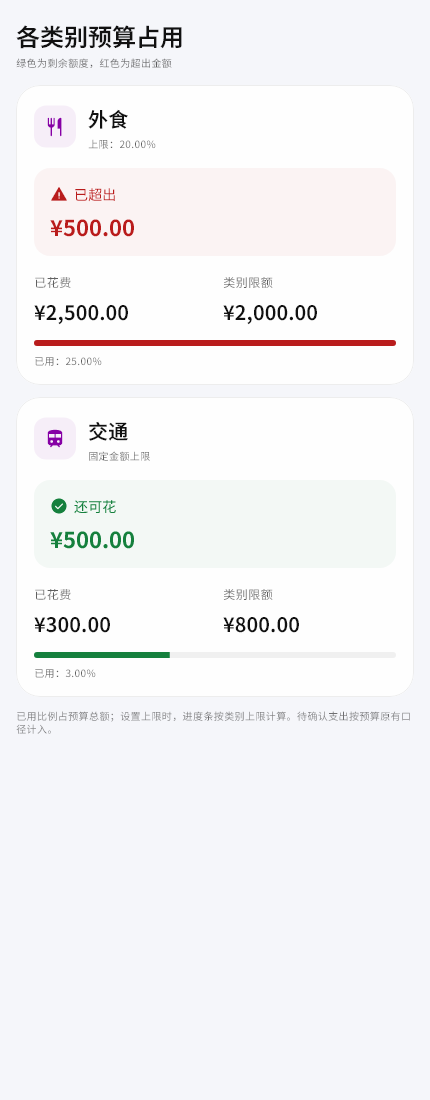 各类别预算占用
绿色为剩余额度，红色为超出金额
外食
上限：20.00%
已超出
¥500.00
已花费
类别限额
¥2,500.00
¥2,000.00
已用：25.00%
交通
固定金额上限
还可花
¥500.00
已花费
类别限额
¥300.00
¥800.00
已用：3.00%
已用比例占预算总额；设置上限时，进度条按类别上限计算。待确认支出按预算原有口
径计入。